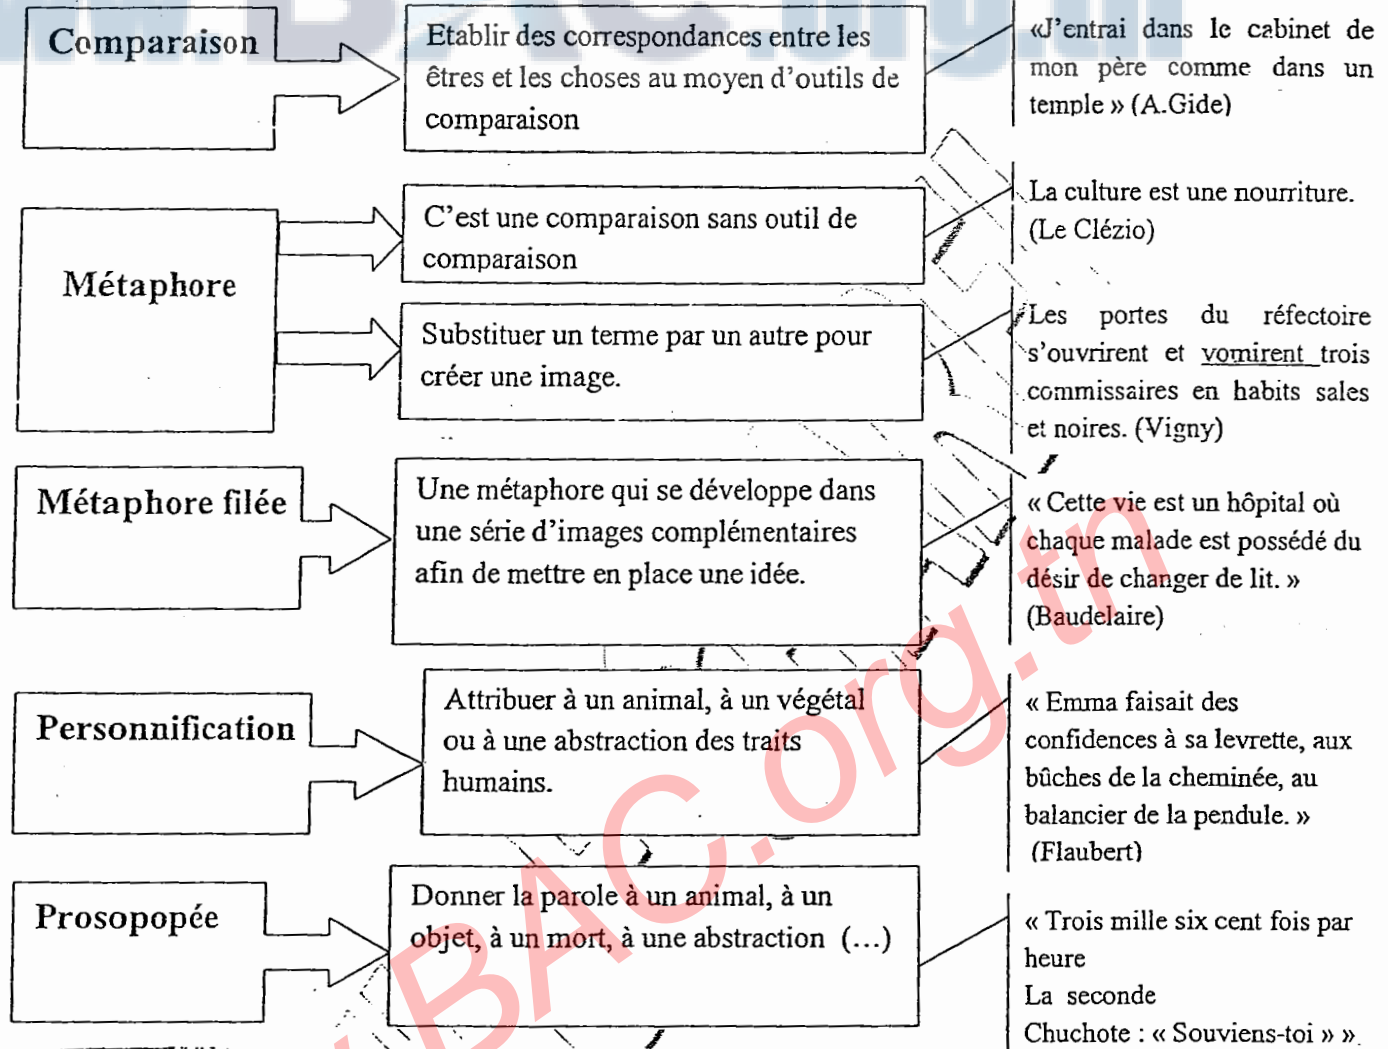 Comparaison
Etablir des correspondances entre les
êtres et les choses au moyen d'outils de
comparaison
«J'entrai dans le cabinet de
mon père comme dans un
temple » (A.Gide)
Métaphore
C'est une comparaison sans outil de
comparaison
La culture est une nourriture.
(Le Clézio)
Substituer un terme par un autre pour
créer une image.
Les portes du réfectoire
s'ouvrirent et vomirent trois
commissaires en habits sales
et noires. (Vigny)
Métaphore filée
Une métaphore qui se développe dans
une série d'images complémentaires
afin de mettre en place une idée.
« Cette vie est un hôpital où
chaque malade est possédé du
désir de changer de lit. »
(Baudelaire)
Personnification
Attribuer à un animal, à un végétal
ou à une abstraction des traits
humains.
« Emma faisait des
confidences à sa levrette, aux
bûches de la cheminée, au
balancier de la pendule. »
(Flaubert)
Prosopopée
Donner la parole à un animal, à un
objet, à un mort, à une abstraction (…)
« Trois mille six cent fois par
heure
La seconde
Chuchote : « Souviens-toi » »
BAC.org.tn